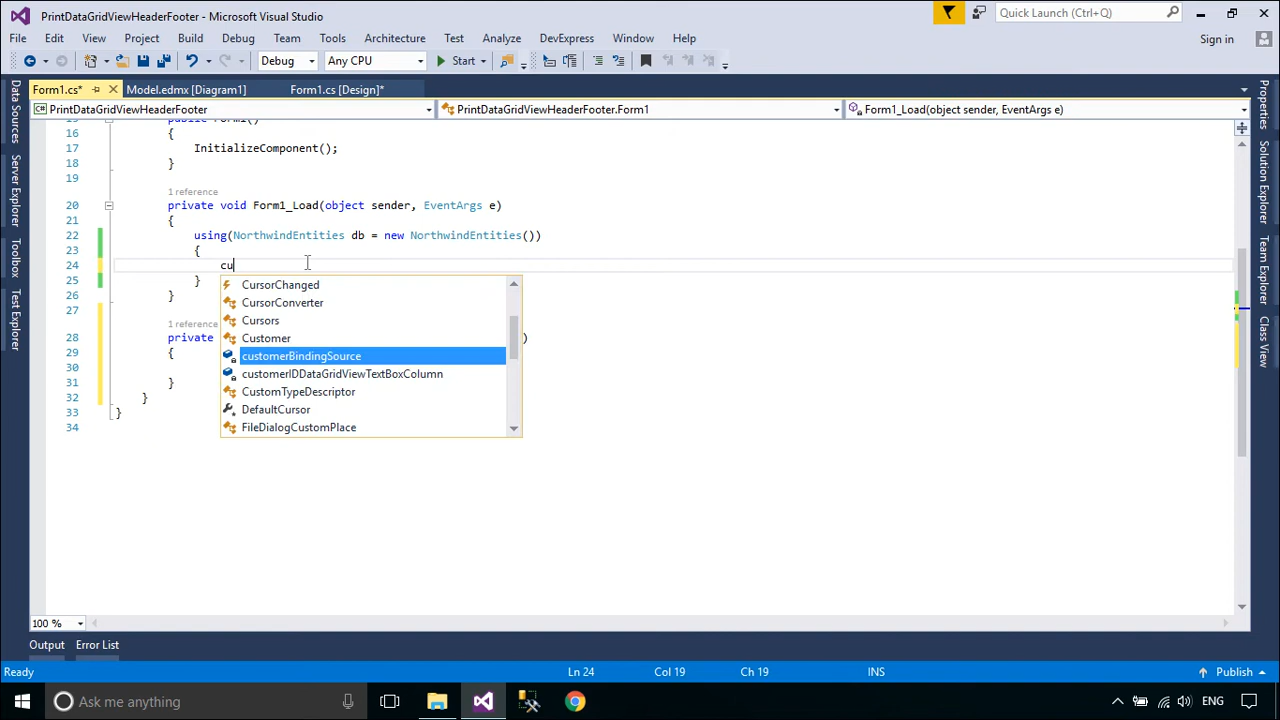 PrintDataGridViewHeaderFooter - Microsoft Visual Studio
Quick Launch (Ctrl+Q)
File Edit View Project Build Debug Team Tools Architecture Test Analyze DevExpress Window Help
Sign in
Debug Any CPU Start
Form1.cs* Model.edmx [Diagram1] Form1.cs [Design]*
PrintDataGridViewHeaderFooter PrintDataGridViewHeaderFooter.Form1 Form1_Load(object sender, EventArgs e)
Data Sources
Server Explorer
Toolbox
Test Explorer
Properties
Solution Explorer
Team Explorer
Class View
15 public Form1()
16 {
17 InitializeComponent();
18 }
19
1 reference
20 private void Form1_Load(object sender, EventArgs e)
21 {
22 using(NorthwindEntities db = new NorthwindEntities())
23 {
24 cu
25 }
26 }
27
1 reference
28 private )
29 {
30
31 }
32 }
33 }
34
CursorChanged
CursorConverter
Cursors
Customer
customerBindingSource
customerIDDataGridViewTextBoxColumn
CustomTypeDescriptor
DefaultCursor
FileDialogCustomPlace
100 %
Output Error List
Ready Ln 24 Col 19 Ch 19 INS Publish
Ask me anything
ENG